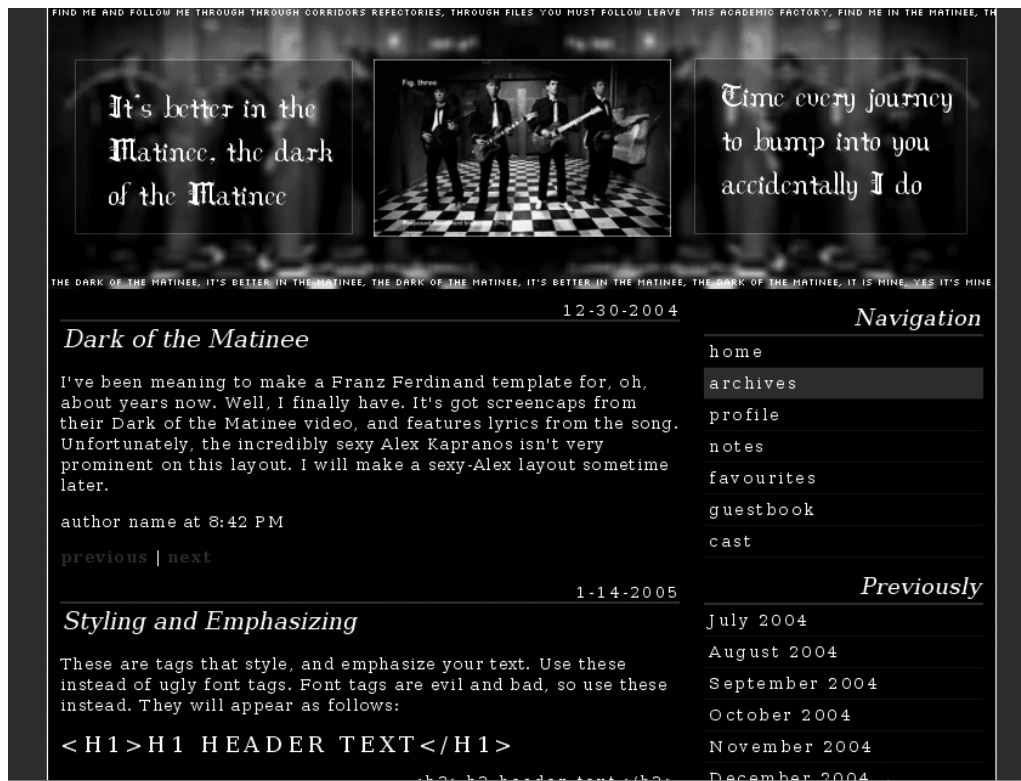 FIND ME AND FOLLOW ME THROUGH THROUGH CORRIDORS REFECTORIES, THROUGH FILES YOU MUST FOLLOW LEAVE THIS ACADEMIC FACTORY, FIND ME IN THE MATINEE, TH
It's better in the
Matinee, the dark
of the Matinee
Fig. three
Time every journey
to bump into you
accidentally I do
THE DARK OF THE MATINEE, IT'S BETTER IN THE MATINEE, THE DARK OF THE MATINEE, IT'S BETTER IN THE MATINEE, THE DARK OF THE MATINEE, IT IS MINE, YES IT'S MINE
12-30-2004
Dark of the Matinee
I've been meaning to make a Franz Ferdinand template for, oh,
about years now. Well, I finally have. It's got screencaps from
their Dark of the Matinee video, and features lyrics from the song.
Unfortunately, the incredibly sexy Alex Kapranos isn't very
prominent on this layout. I will make a sexy-Alex layout sometime
later.
author name at 8:42 PM
previous | next
1-14-2005
Styling and Emphasizing
These are tags that style, and emphasize your text. Use these
instead of ugly font tags. Font tags are evil and bad, so use these
instead. They will appear as follows:
<H1>H1 HEADER TEXT</H1>
<h2> h2 header text </h2>
Navigation
home
archives
profile
notes
favourites
guestbook
cast
Previously
July 2004
August 2004
September 2004
October 2004
November 2004
December 2004